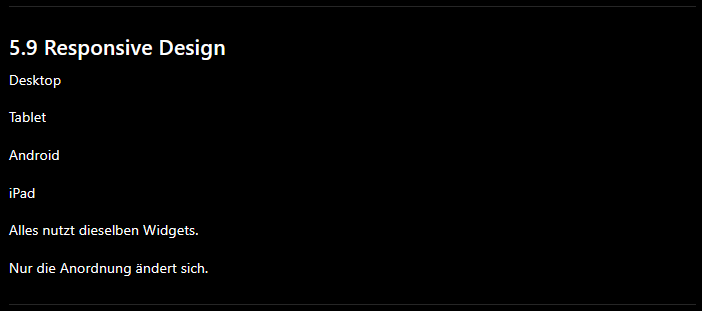 5.9 Responsive Design
Desktop
Tablet
Android
iPad
Alles nutzt dieselben Widgets.
Nur die Anordnung ändert sich.